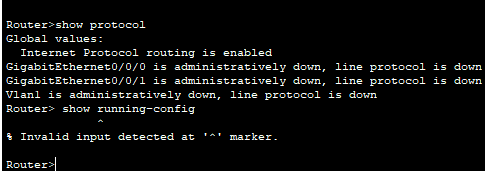 Router>show protocol
Global values:
  Internet Protocol routing is enabled
GigabitEthernet0/0/0 is administratively down, line protocol is down
GigabitEthernet0/0/1 is administratively down, line protocol is down
Vlan1 is administratively down, line protocol is down
Router> show running-config
             ^
% Invalid input detected at '^' marker.
Router>